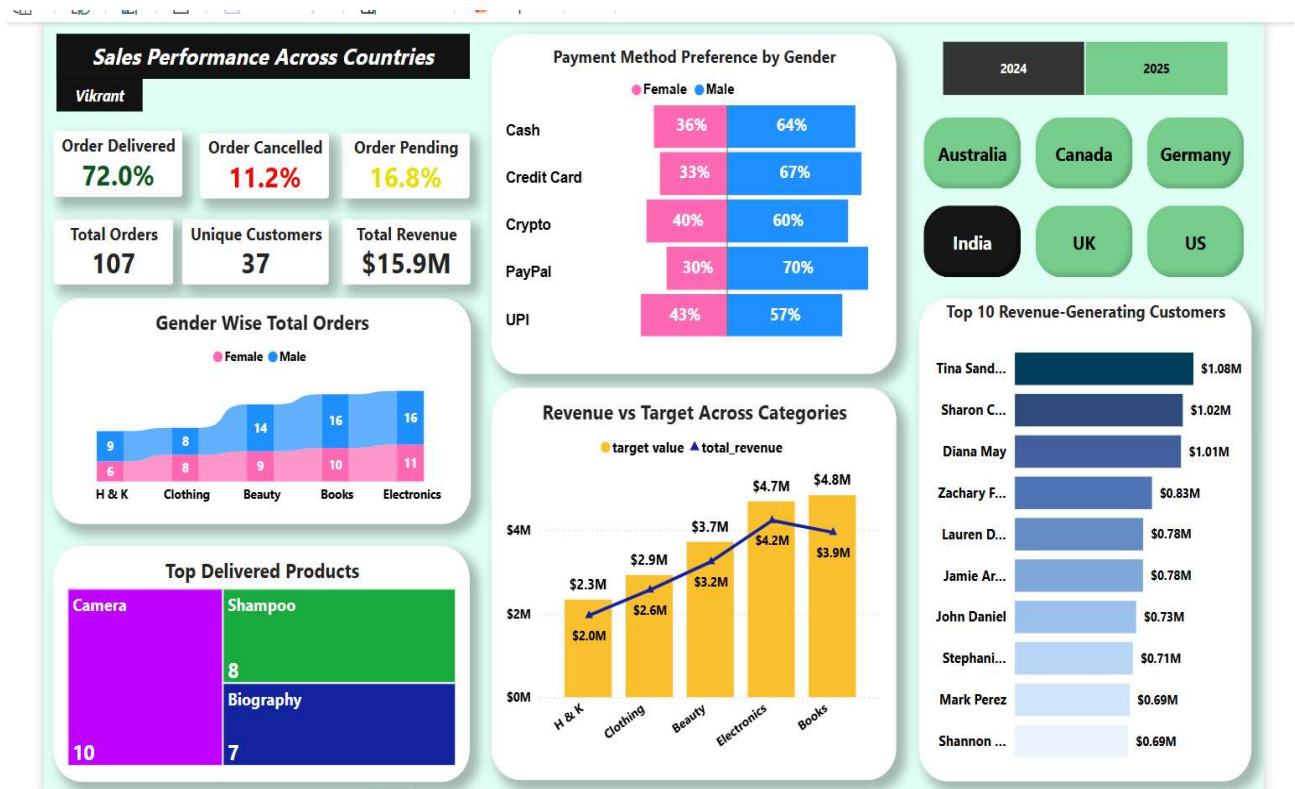 Sales Performance Across Countries
Vikrant
Order Delivered
72.0%
Order Cancelled
11.2%
Order Pending
16.8%
Total Orders
107
Unique Customers
37
Total Revenue
$15.9M
Gender Wise Total Orders
Female Male
9 8 14 16 16
6 8 9 10 11
H & K Clothing Beauty Books Electronics
Top Delivered Products
Camera
10
Shampoo
8
Biography
7
Payment Method Preference by Gender
Female Male
Cash 36% 64%
Credit Card 33% 67%
Crypto 40% 60%
PayPal 30% 70%
UPI 43% 57%
Revenue vs Target Across Categories
target value total_revenue
$4M
$2M
$0M
$2.3M $2.9M $3.7M $4.7M $4.8M
$2.0M $2.6M $3.2M $4.2M $3.9M
H & K Clothing Beauty Electronics Books
2024 2025
Australia Canada Germany
India UK US
Top 10 Revenue-Generating Customers
Tina Sand... $1.08M
Sharon C... $1.02M
Diana May $1.01M
Zachary F... $0.83M
Lauren D... $0.78M
Jamie Ar... $0.78M
John Daniel $0.73M
Stephani... $0.71M
Mark Perez $0.69M
Shannon ... $0.69M